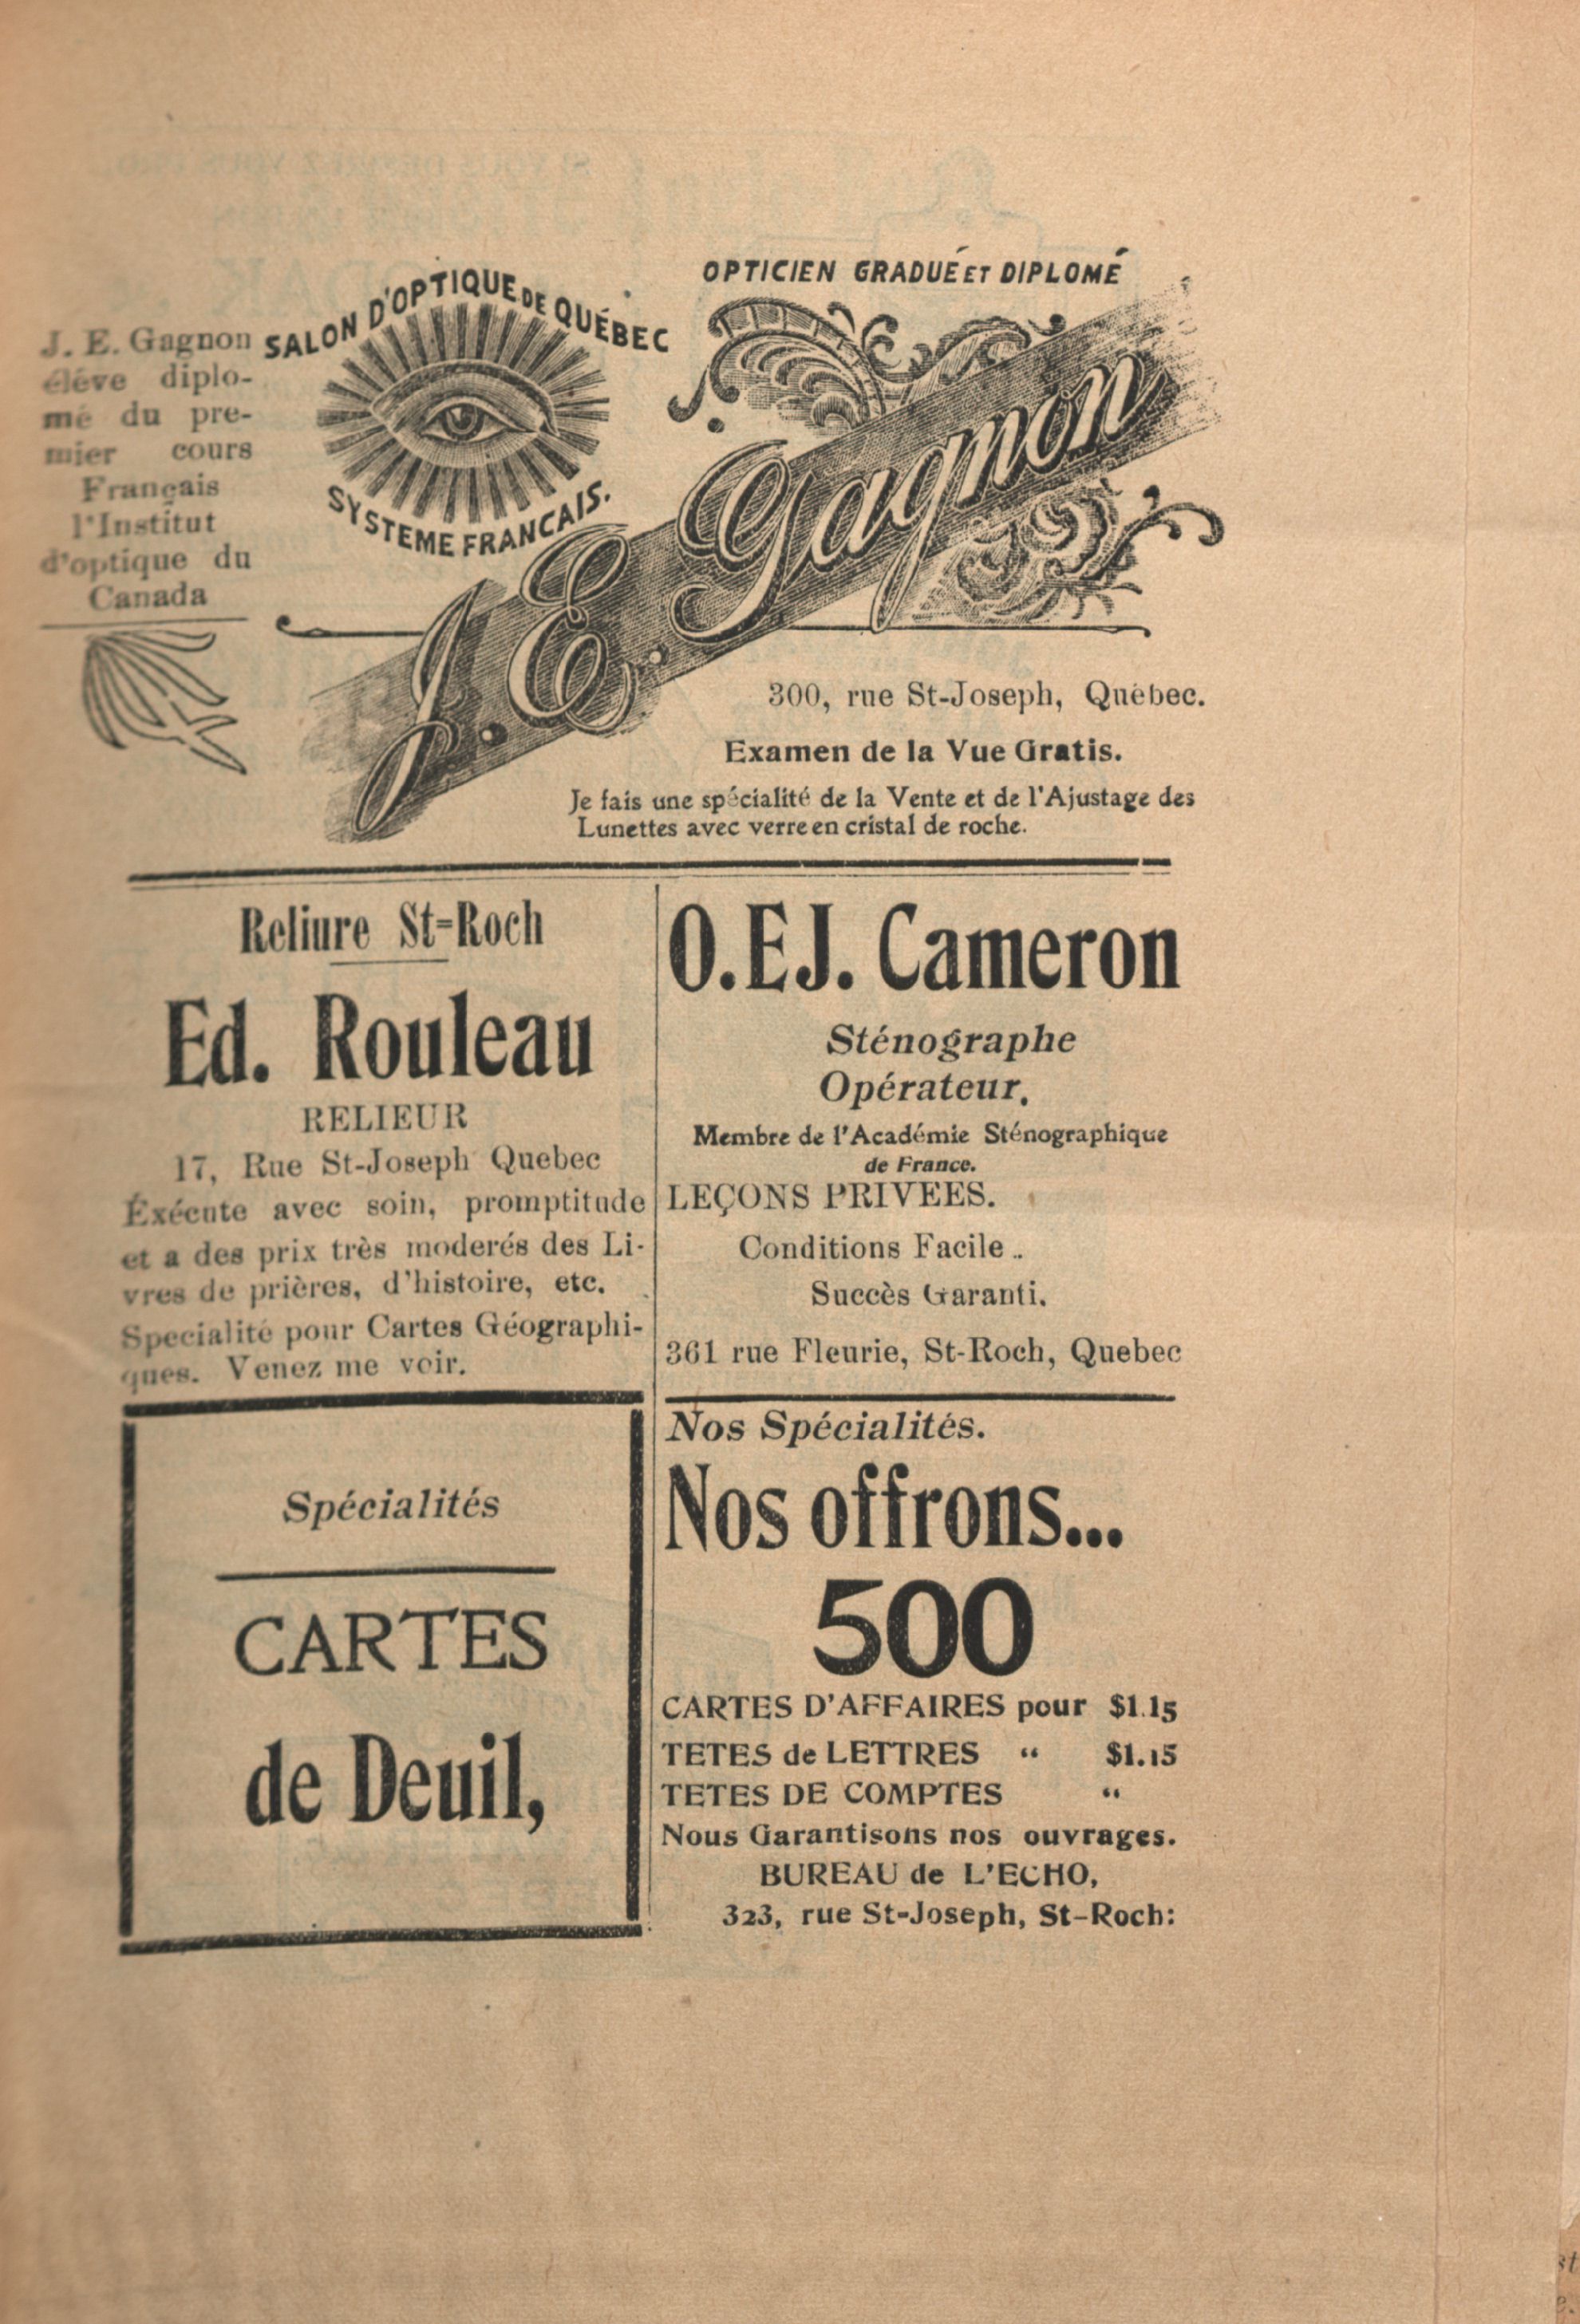 J. E. Gagnon
éléve diplo-
mé du pre-
mier cours
Français
l'Institut
d'optique du
Canada
SALON D'OPTIQUE DE QUÉBEC
SYSTEME FRANCAIS.
OPTICIEN GRADUÉ ET DIPLOMÉ
J. E. Gagnon
300, rue St-Joseph, Québec.
Examen de la Vue Gratis.
Je fais une spécialité de la Vente et de l'Ajustage des
Lunettes avec verre en cristal de roche.
Reliure St-Roch
Ed. Rouleau
RELIEUR
17, Rue St-Joseph Quebec
Éxécute avec soin, promptitude
et a des prix très moderés des Li-
vres de prières, d'histoire, etc.
Specialité pour Cartes Géographi-
ques. Venez me voir.
O.EJ. Cameron
Sténographe
Opérateur.
Membre de l'Académie Sténographique
de France.
LEÇONS PRIVEES.
Conditions Facile ..
Succès Garanti.
361 rue Fleurie, St-Roch, Quebec
Spécialités
CARTES
de Deuil,
Nos Spécialités.
Nos offrons...
500
CARTES D'AFFAIRES pour $1.15
TETES de LETTRES “ $1.15
TETES DE COMPTES “
Nous Garantisons nos ouvrages.
BUREAU de L'ECHO,
323, rue St-Joseph, St-Roch: